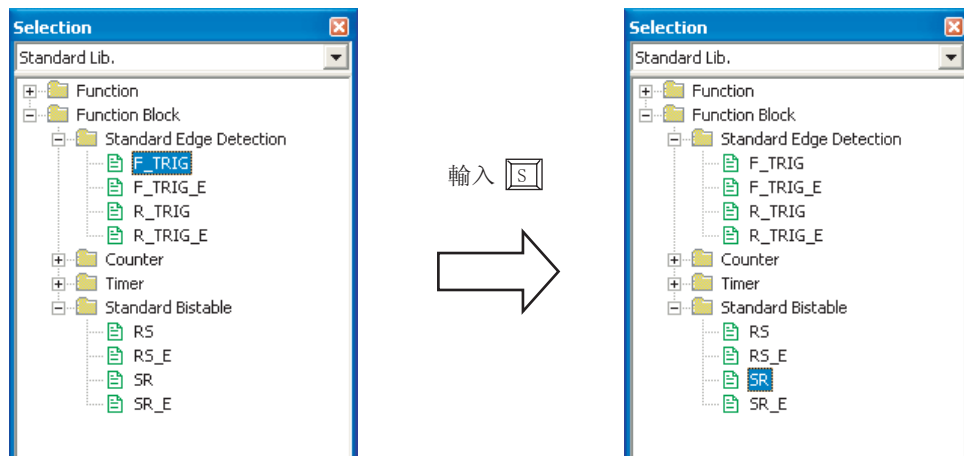 Selection
Standard Lib.
Function
Function Block
Standard Edge Detection
F_TRIG
F_TRIG_E
R_TRIG
R_TRIG_E
Counter
Timer
Standard Bistable
RS
RS_E
SR
SR_E
輸入 S
Selection
Standard Lib.
Function
Function Block
Standard Edge Detection
F_TRIG
F_TRIG_E
R_TRIG
R_TRIG_E
Counter
Timer
Standard Bistable
RS
RS_E
SR
SR_E